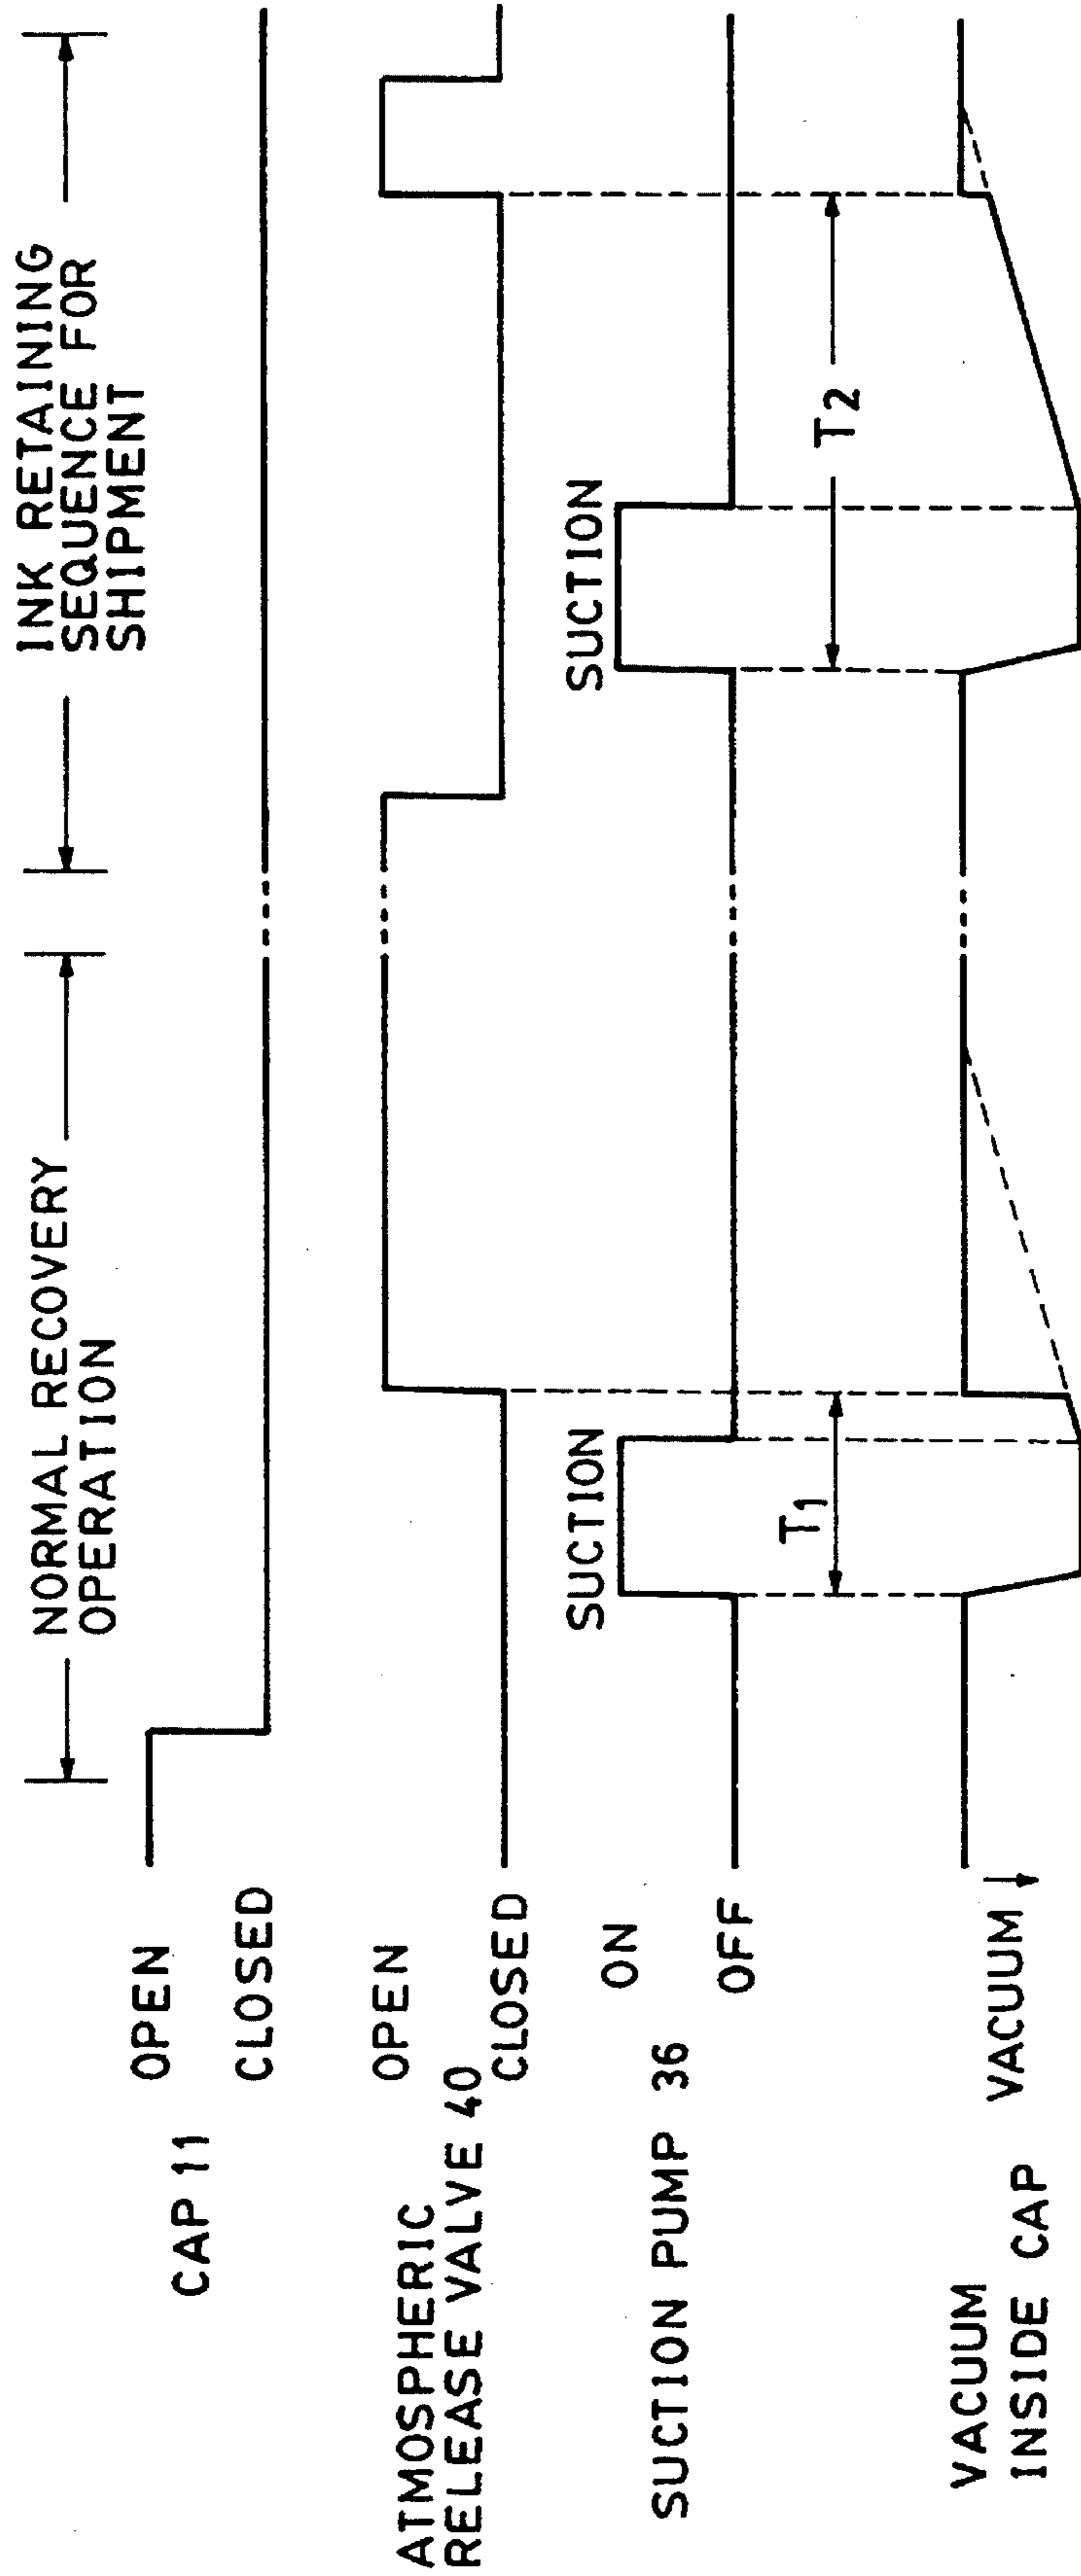 NORMAL RECOVERY
OPERATION
INK RETAINING
SEQUENCE FOR
SHIPMENT
OPEN
CAP 11
CLOSED
OPEN
ATMOSPHERIC
RELEASE VALVE 40
CLOSED
SUCTION
SUCTION
ON
SUCTION PUMP 36
OFF
T1
T2
VACUUM
INSIDE CAP
VACUUM